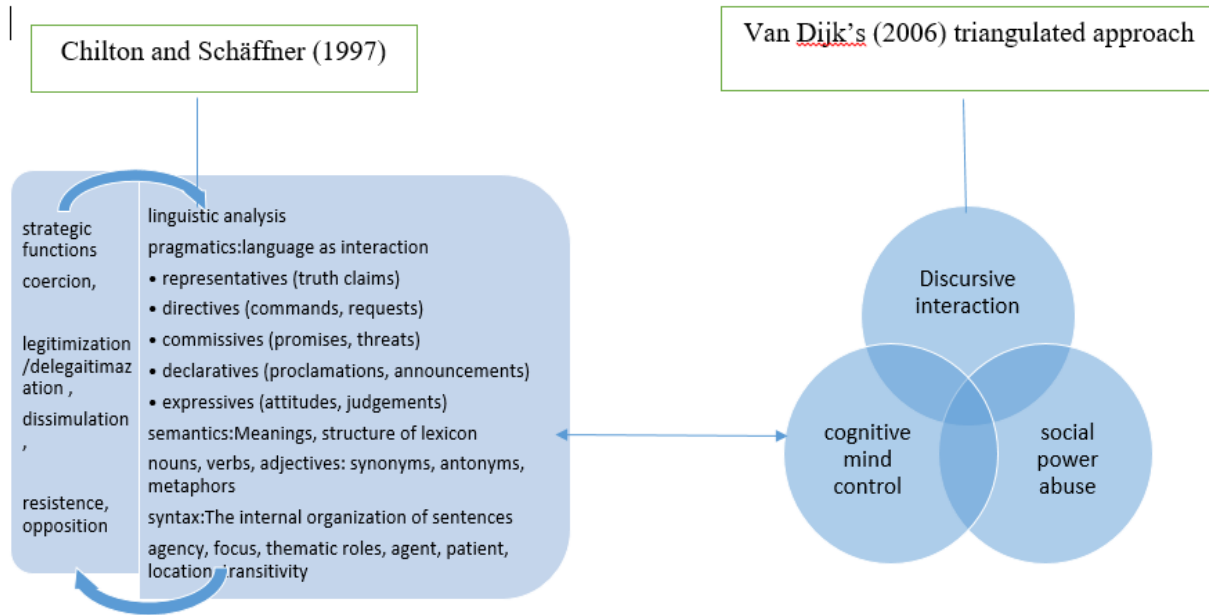 Chilton and Schäffner (1997)
Van Dijk's (2006) triangulated approach
strategic
functions
coercion,
legitimization
/delegaitimaz
ation ,
dissimulation
,
resistence,
opposition
linguistic analysis
pragmatics:language as interaction
• representatives (truth claims)
• directives (commands, requests)
• commissives (promises, threats)
• declaratives (proclamations, announcements)
• expressives (attitudes, judgements)
semantics:Meanings, structure of lexicon
nouns, verbs, adjectives: synonyms, antonyms,
metaphors
syntax:The internal organization of sentences
agency, focus, thematic roles, agent, patient,
location, transitivity
Discursive
interaction
cognitive
mind
control
social
power
abuse